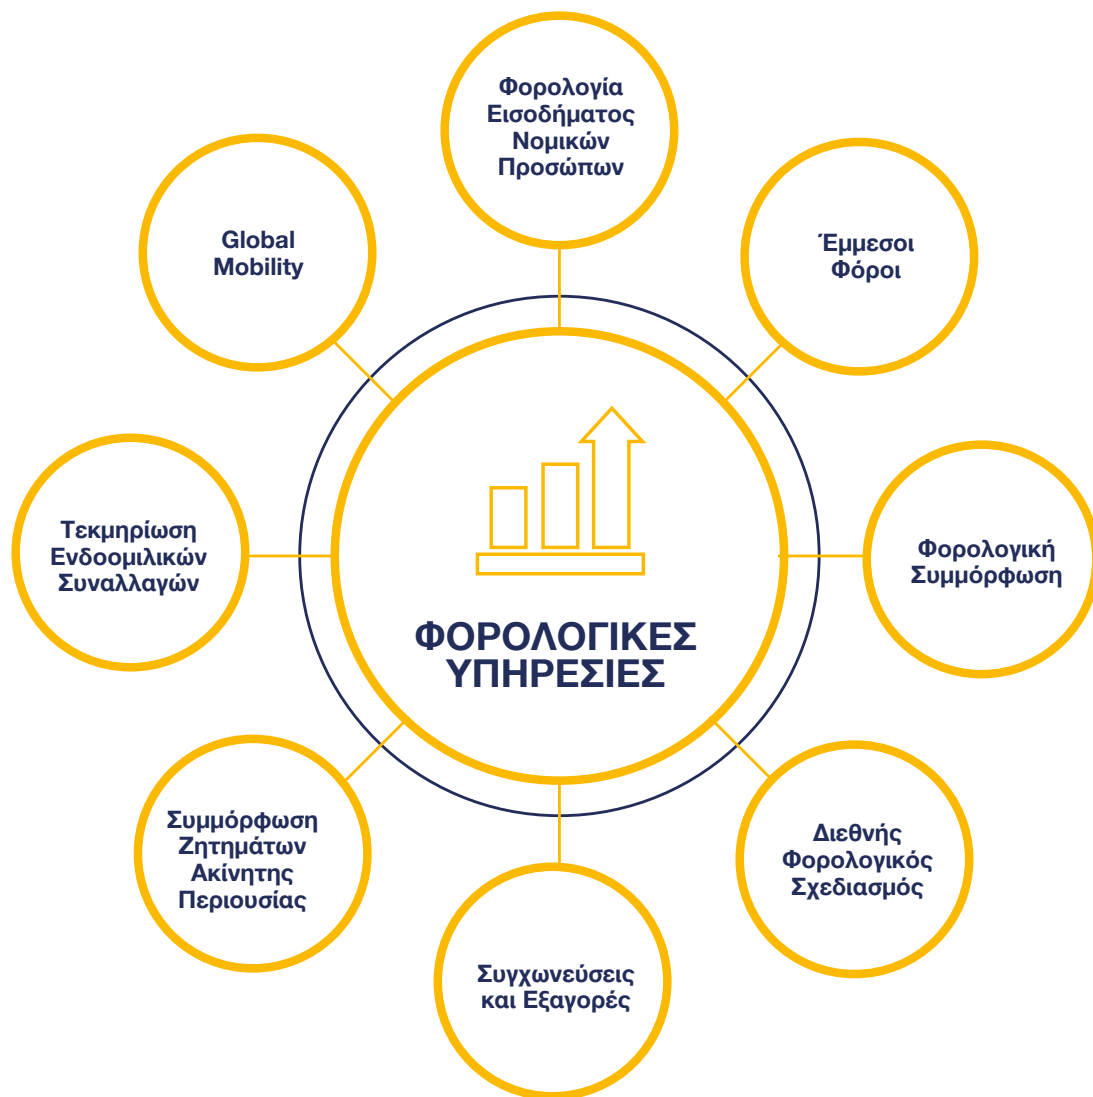 Φορολογία
Εισοδήματος
Νομικών
Προσώπων
Global
Mobility
Έμμεσοι
Φόροι
Τεκμηρίωση
Ενδοομιλικών
Συναλλαγών
Φορολογική
Συμμόρφωση
ΦΟΡΟΛΟΓΙΚΕΣ
ΥΠΗΡΕΣΙΕΣ
Συμμόρφωση
Ζητημάτων
Ακίνητης
Περιουσίας
Διεθνής
Φορολογικός
Σχεδιασμός
Συγχωνεύσεις
και Εξαγορές